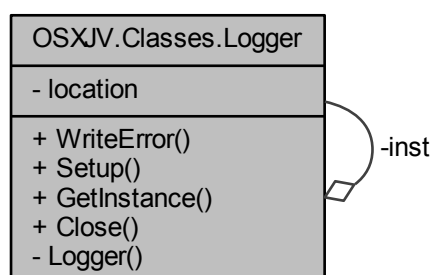 OSXJV.Classes.Logger
- location
+ WriteError()
+ Setup()
+ GetInstance()
+ Close()
- Logger()
-inst